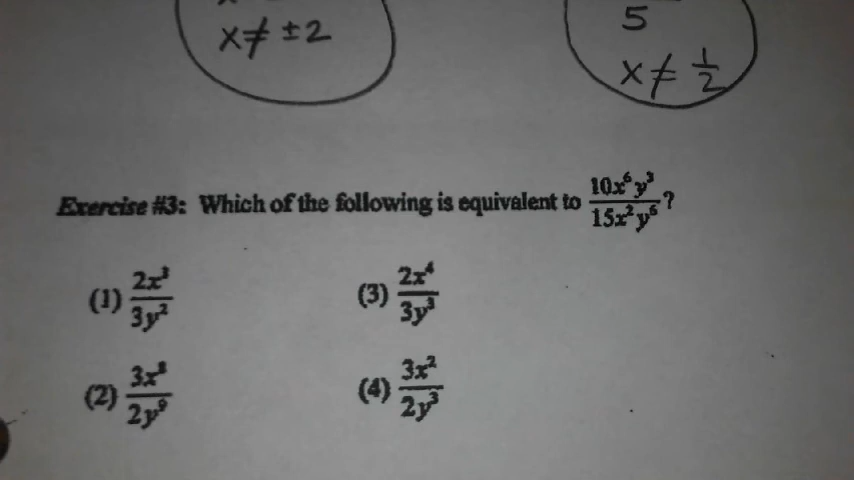 x ≠ ±2
5
x ≠ 1/2
Exercise #3: Which of the following is equivalent to 10x⁶y³/15x²y⁶?
(1) 2x³/3y²
(3) 2x⁴/3y³
(2) 3x⁸/2y⁹
(4) 3x²/2y³